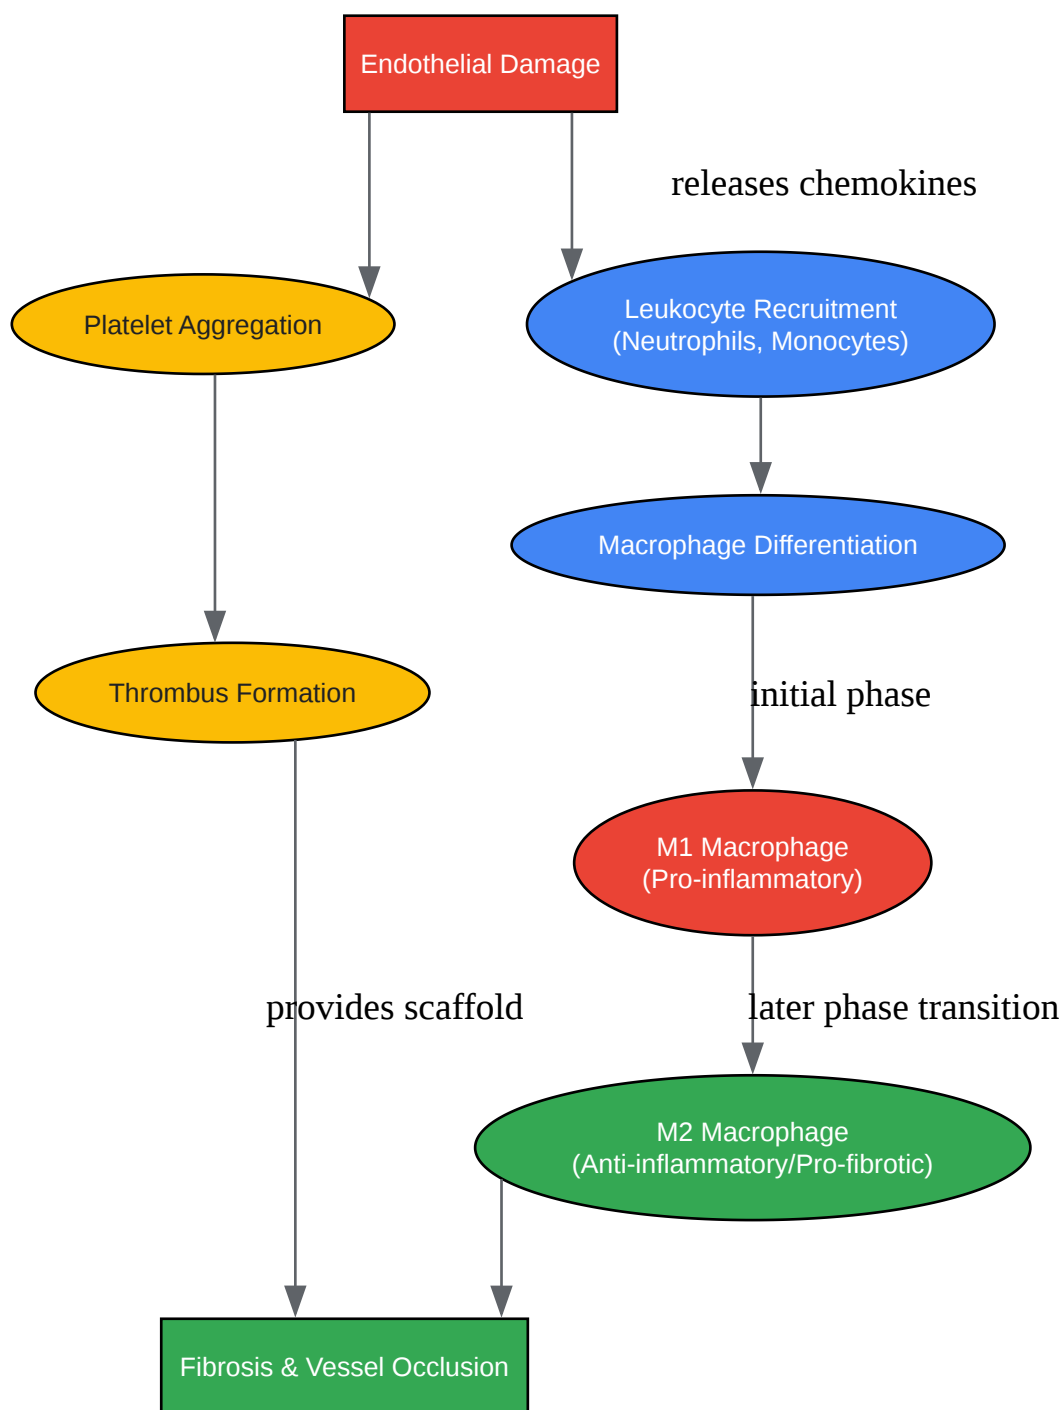 Endothelial Damage
releases chemokines
Platelet Aggregation
Leukocyte Recruitment
(Neutrophils, Monocytes)
Macrophage Differentiation
Thrombus Formation
initial phase
M1 Macrophage
(Pro-inflammatory)
provides scaffold
later phase transition
M2 Macrophage
(Anti-inflammatory/Pro-fibrotic)
Fibrosis & Vessel Occlusion